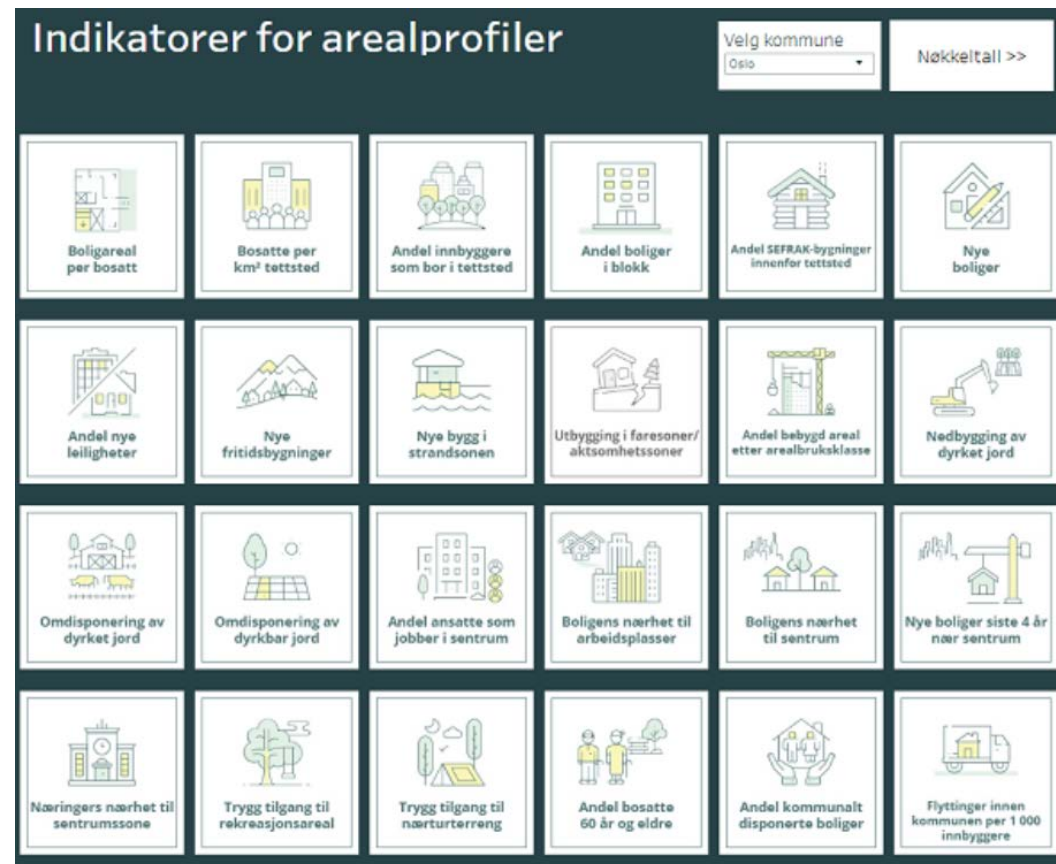 Indikatorer for arealprofiler
Velg kommune
Oslo
Nøkkeltall >>
Boligareal
per bosatt
Bosatte per
km² tettsted
Andel innbyggere
som bor i tettsted
Andel boliger
i blokk
Andel SEFRAK-bygninger
innenfor tettsted
Nye
boliger
Andel nye
leiligheter
Nye
fritidsbygninger
Nye bygg i
strandsonen
Utbygging i faresoner/
aktsomhetssoner
Andel bebygd areal
etter arealbruksklasse
Nedbygging av
dyrket jord
Omdisponering av
dyrket jord
Omdisponering av
dyrkbar jord
Andel ansatte som
jobber i sentrum
Boligens nærhet til
arbeidsplasser
Boligens nærhet
til sentrum
Nye boliger siste 4 år
nær sentrum
Næringers nærhet til
sentrumssone
Trygg tilgang til
rekreasjonsareal
Trygg tilgang til
nærturterreng
Andel bosatte
60 år og eldre
Andel kommunalt
disponerte boliger
Flyttinger innen
kommunen per 1 000
innbyggere